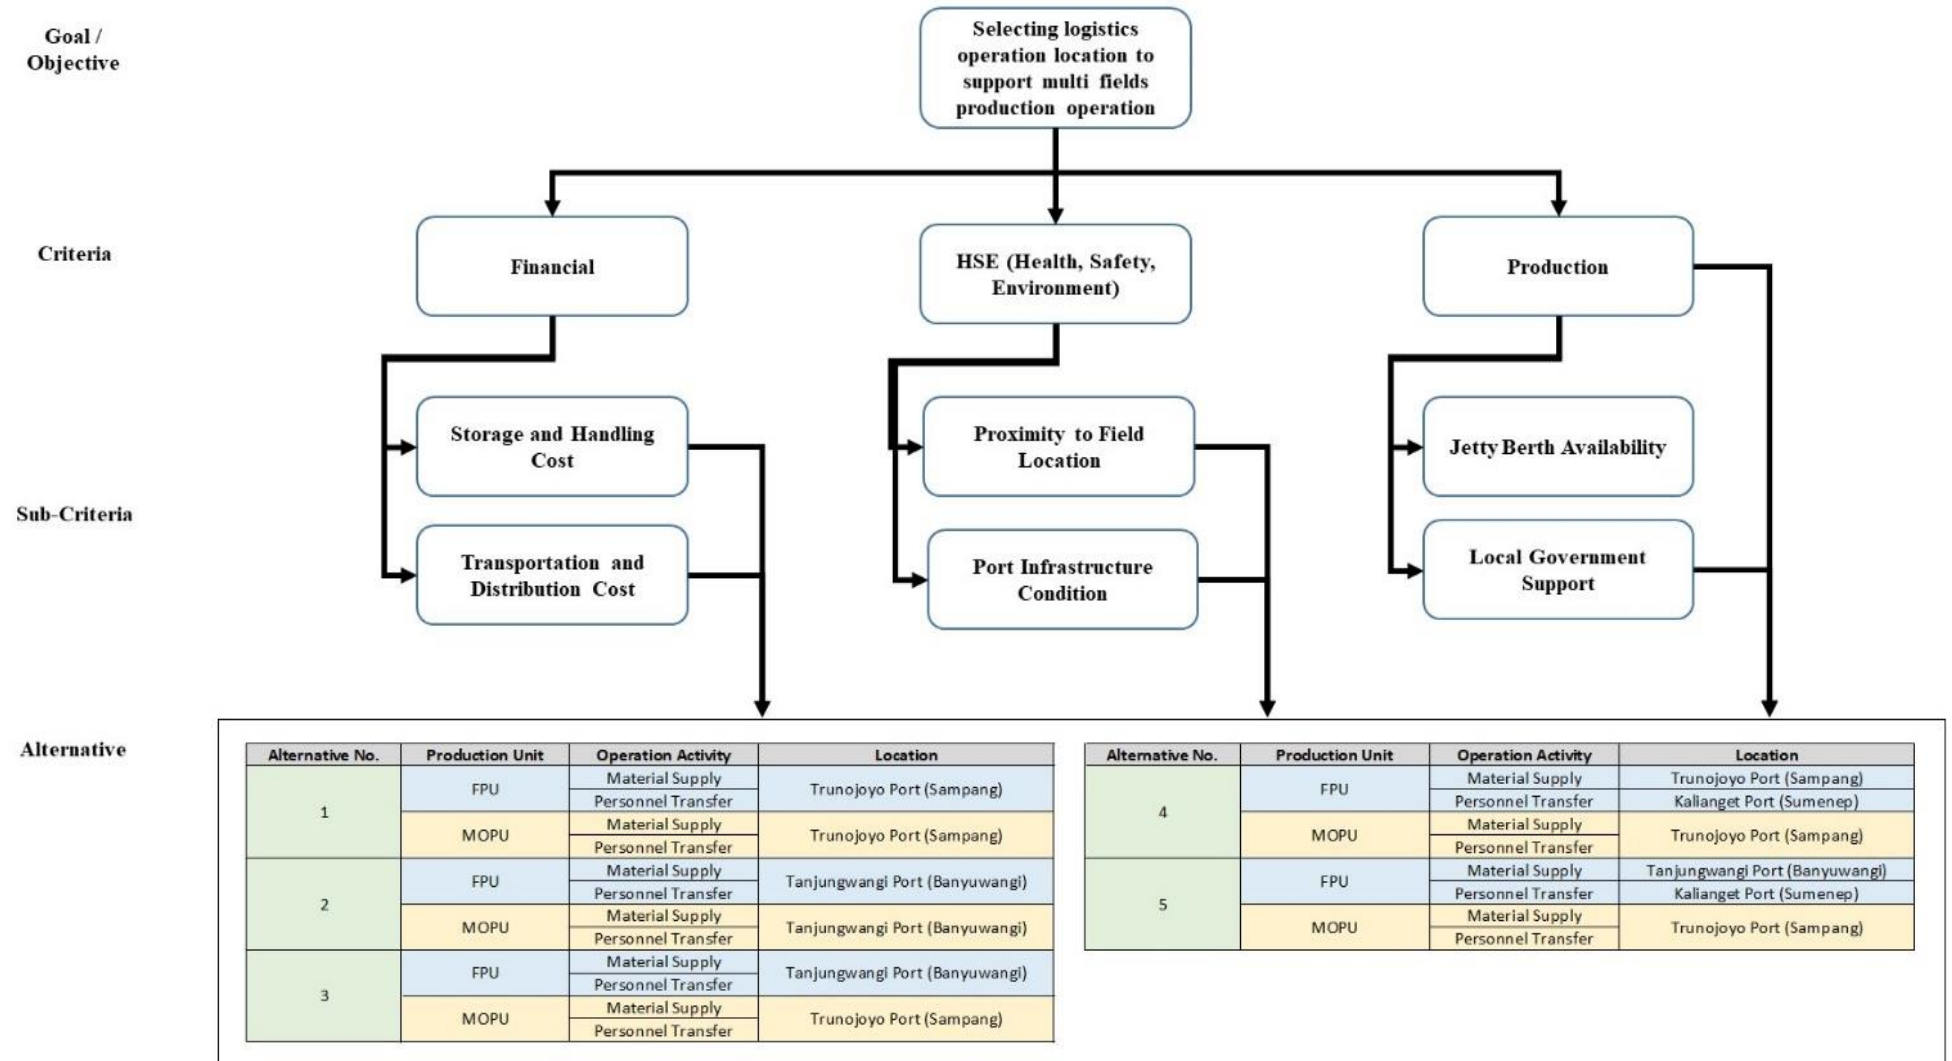 Goal /
Objective
Selecting logistics
operation location to
support multi fields
production operation
Criteria
Financial
HSE (Health, Safety,
Environment)
Production
Sub-Criteria
Storage and Handling
Cost
Proximity to Field
Location
Jetty Berth Availability
Transportation and
Distribution Cost
Port Infrastructure
Condition
Local Government
Support
Alternative
Alternative No. Production Unit Operation Activity Location
1 FPU Material Supply Trunojoyo Port (Sampang)
Personnel Transfer
MOPU Material Supply Trunojoyo Port (Sampang)
Personnel Transfer
2 FPU Material Supply Tanjungwangi Port (Banyuwangi)
Personnel Transfer
MOPU Material Supply Tanjungwangi Port (Banyuwangi)
Personnel Transfer
3 FPU Material Supply Tanjungwangi Port (Banyuwangi)
Personnel Transfer
MOPU Material Supply Trunojoyo Port (Sampang)
Personnel Transfer
Alternative No. Production Unit Operation Activity Location
4 FPU Material Supply Trunojoyo Port (Sampang)
Personnel Transfer Kalianget Port (Sumenep)
MOPU Material Supply Trunojoyo Port (Sampang)
Personnel Transfer
5 FPU Material Supply Tanjungwangi Port (Banyuwangi)
Personnel Transfer Kalianget Port (Sumenep)
MOPU Material Supply Trunojoyo Port (Sampang)
Personnel Transfer